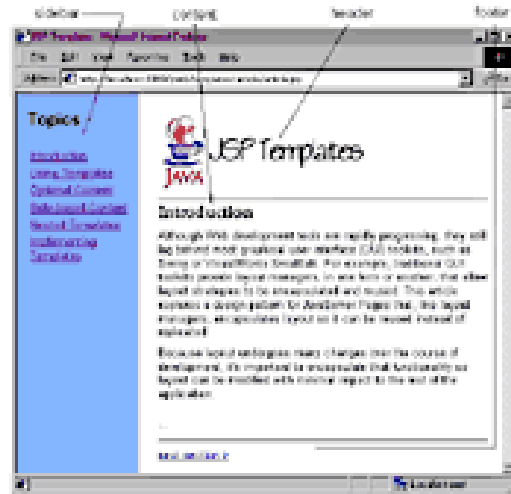 sidebar content header footer
JSP Templates - Microsoft Internet Explorer
File Edit View Favorites Tools Help
Address
Topics
Introduction
Using Templates
Optional Content
Role-based Content
Nested Templates
Implementing
Templates
JAVA
JSP Templates
Introduction
Although Web development tools are rapidly progressing, they still
lag behind most graphical user interface (GUI) toolkits, such as
Swing or VisualWorks Smalltalk. For example, traditional GUI
toolkits provide layout managers, in one form or another, that allow
layout strategies to be encapsulated and reused. This article
explores a design pattern for JavaServer Pages that, like layout
managers, encapsulates layout so it can be reused instead of
replicated.
Because layout undergoes many changes over the course of
development, it's important to encapsulate that functionality so
layout can be modified with minimal impact to the rest of the
application.
...
Local intranet